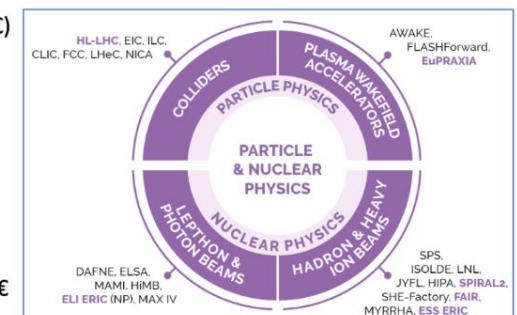 C)
HL-LHC, EIC, ILC,
CLIC, FCC, LHeC, NICA
AWAKE,
FLASHForward,
EuPRAXIA
COLLIDERS
PLASMA WAKEFIELD
ACCELERATORS
PARTICLE PHYSICS
PARTICLE
& NUCLEAR
PHYSICS
NUCLEAR PHYSICS
LEPTHON &
PHOTON BEAMS
HADRON & HEAVY
ION BEAMS
DAFNE, ELSA,
MAMI, HiMB,
ELI ERIC (NP), MAX IV
SPS,
ISOLDE, LNL,
JYFL, HIPA, SPIRAL2,
SHE-Factory, FAIR,
MYRRHA, ESS ERIC
€